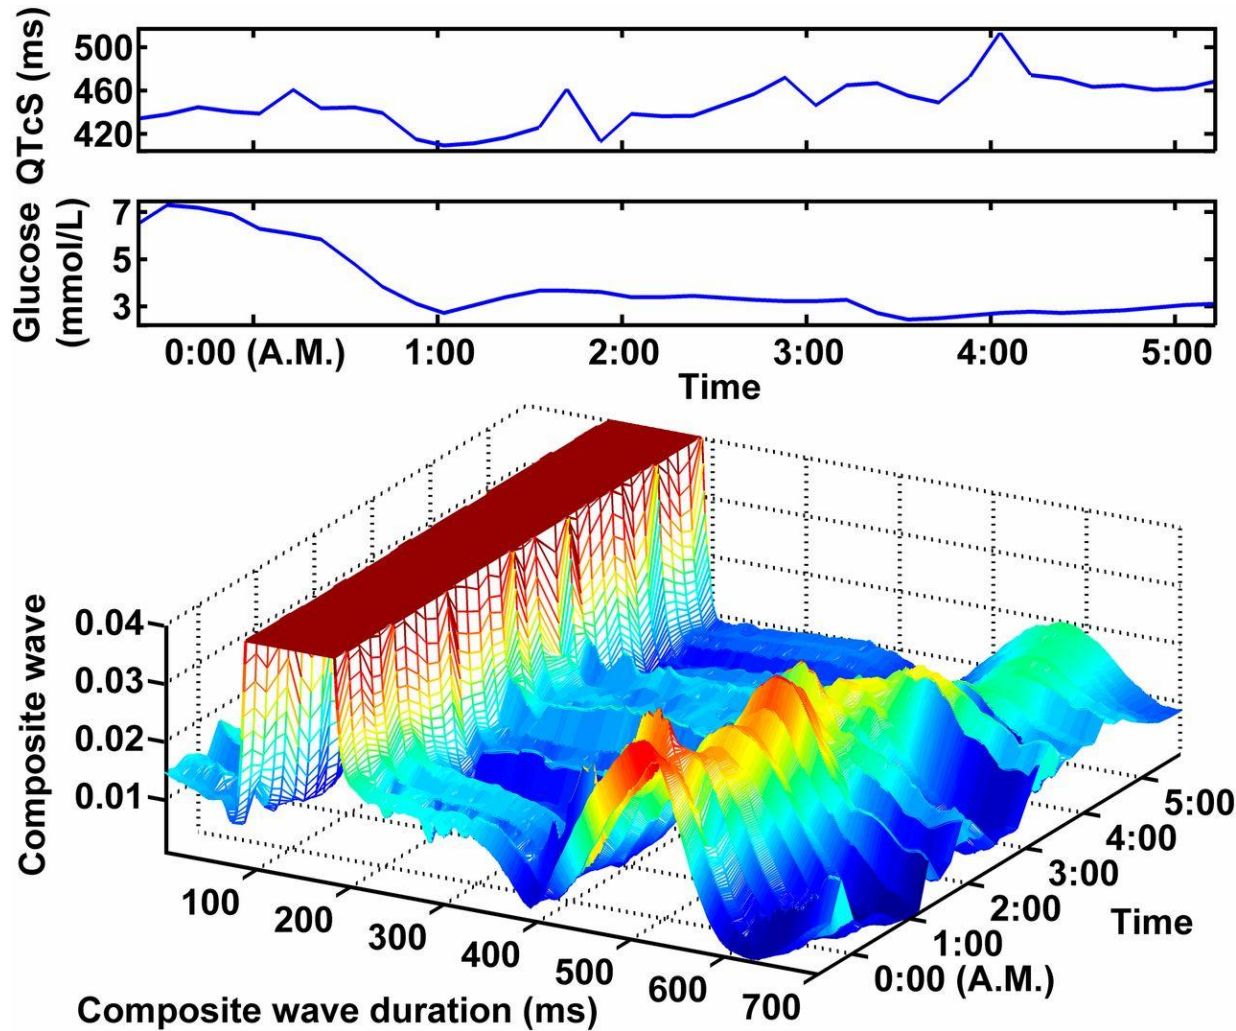 QTcS (ms)
500
460
420
Glucose
(mmol/L)
7
5
3
0:00 (A.M.) 1:00 2:00 3:00 4:00 5:00
Time
Composite wave
0.04
0.03
0.02
0.01
100 200 300 400 500 600 700
Composite wave duration (ms)
0:00 (A.M.)
1:00
2:00
3:00
4:00
5:00
Time